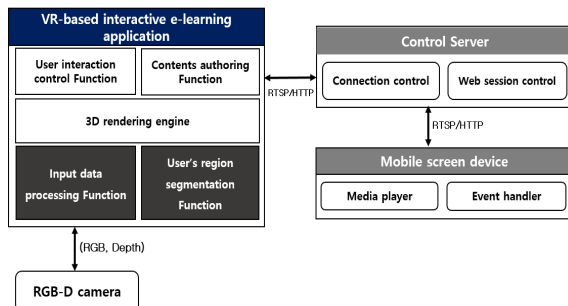 VR-based interactive e-learning
application
User interaction
control Function
Contents authoring
Function
3D rendering engine
Input data
processing Function
User's region
segmentation
Function
(RGB, Depth)
RGB-D camera
RTSP/HTTP
Control Server
Connection control
Web session control
RTSP/HTTP
Mobile screen device
Media player
Event handler